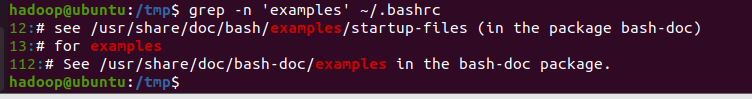 hadoop@ubuntu:/tmp$ grep -n 'examples' ~/.bashrc
12:# see /usr/share/doc/bash/examples/startup-files (in the package bash-doc)
13:# for examples
112:# See /usr/share/doc/bash-doc/examples in the bash-doc package.
hadoop@ubuntu:/tmp$